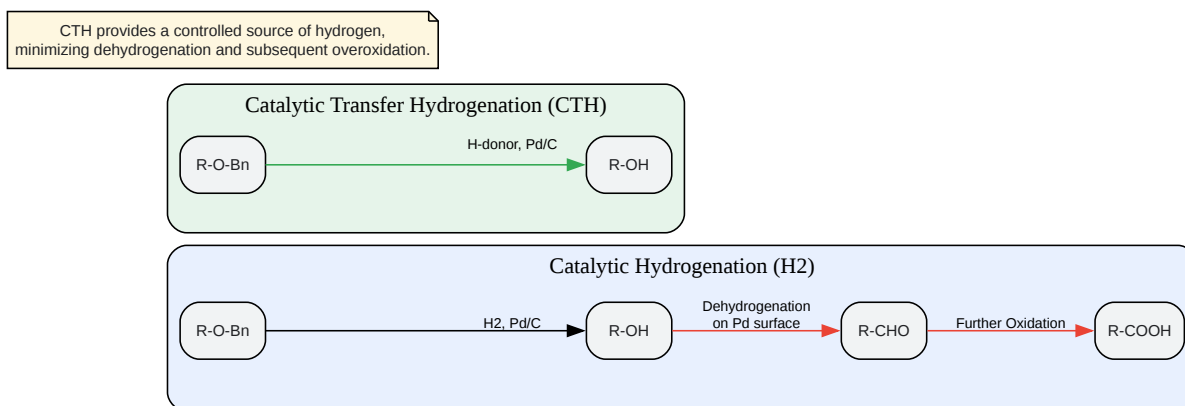 CTH provides a controlled source of hydrogen,
minimizing dehydrogenation and subsequent overoxidation.
Catalytic Transfer Hydrogenation (CTH)
R-O-Bn
H-donor, Pd/C
R-OH
Catalytic Hydrogenation (H2)
R-O-Bn
H2, Pd/C
R-OH
Dehydrogenation
on Pd surface
R-CHO
Further Oxidation
R-COOH